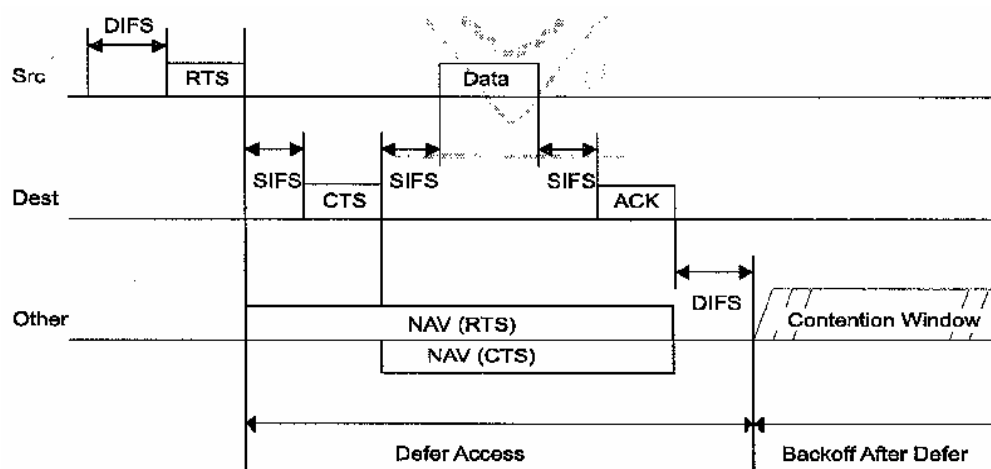 DIFS
Src
RTS
Data
SIFS
SIFS
SIFS
Dest
CTS
ACK
DIFS
Other
NAV (RTS)
Contention Window
NAV (CTS)
Defer Access
Backoff After Defer